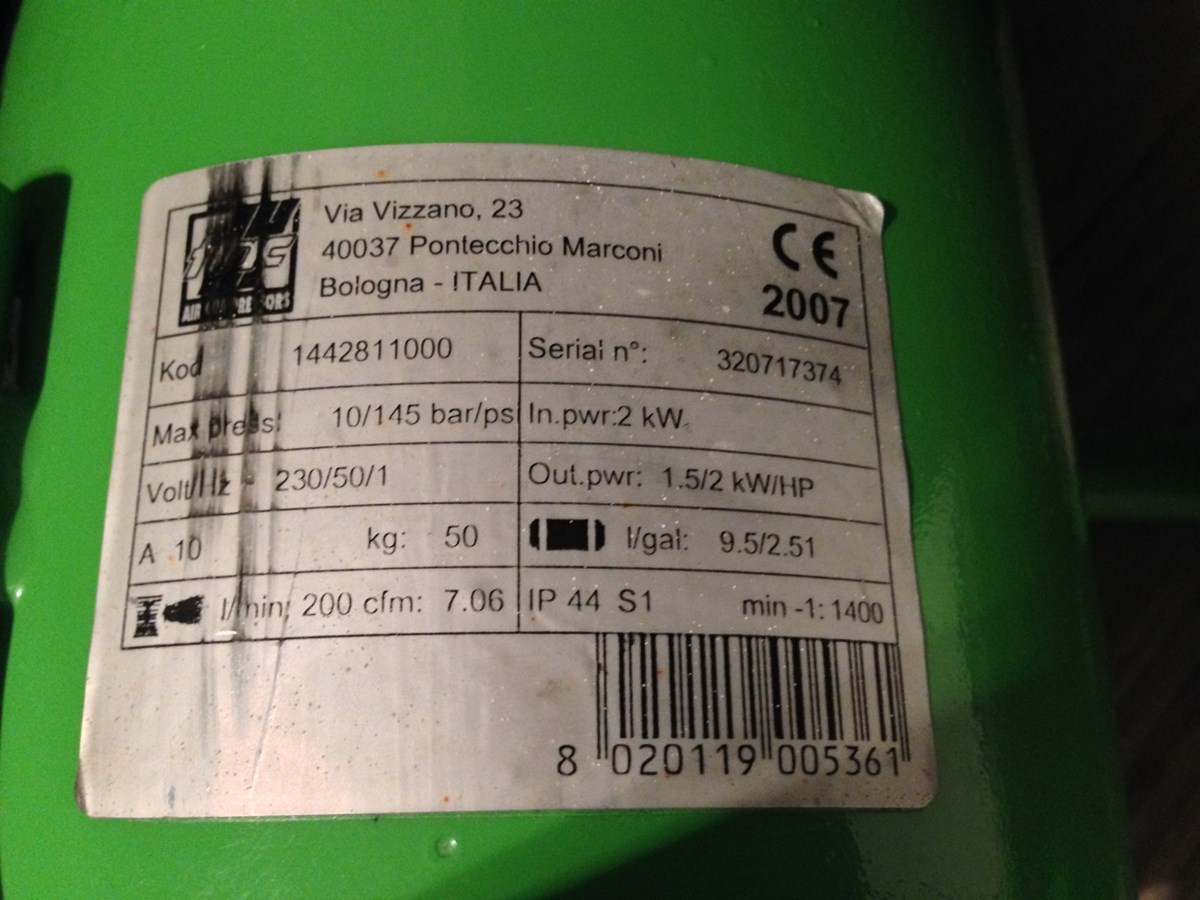 fps
AIR COMPRESSORS
Via Vizzano, 23
40037 Pontecchio Marconi
Bologna - ITALIA
CE
2007
Kod 1442811000
Serial n°: 320717374
Max press: 10/145 bar/psi
In.pwr:2 kW
Volt/Hz - 230/50/1
Out.pwr: 1.5/2 kW/HP
A 10 kg: 50
l/gal: 9.5/2.51
l/min: 200 cfm: 7.06
IP 44 S1 min -1: 1400
8 020119 005361